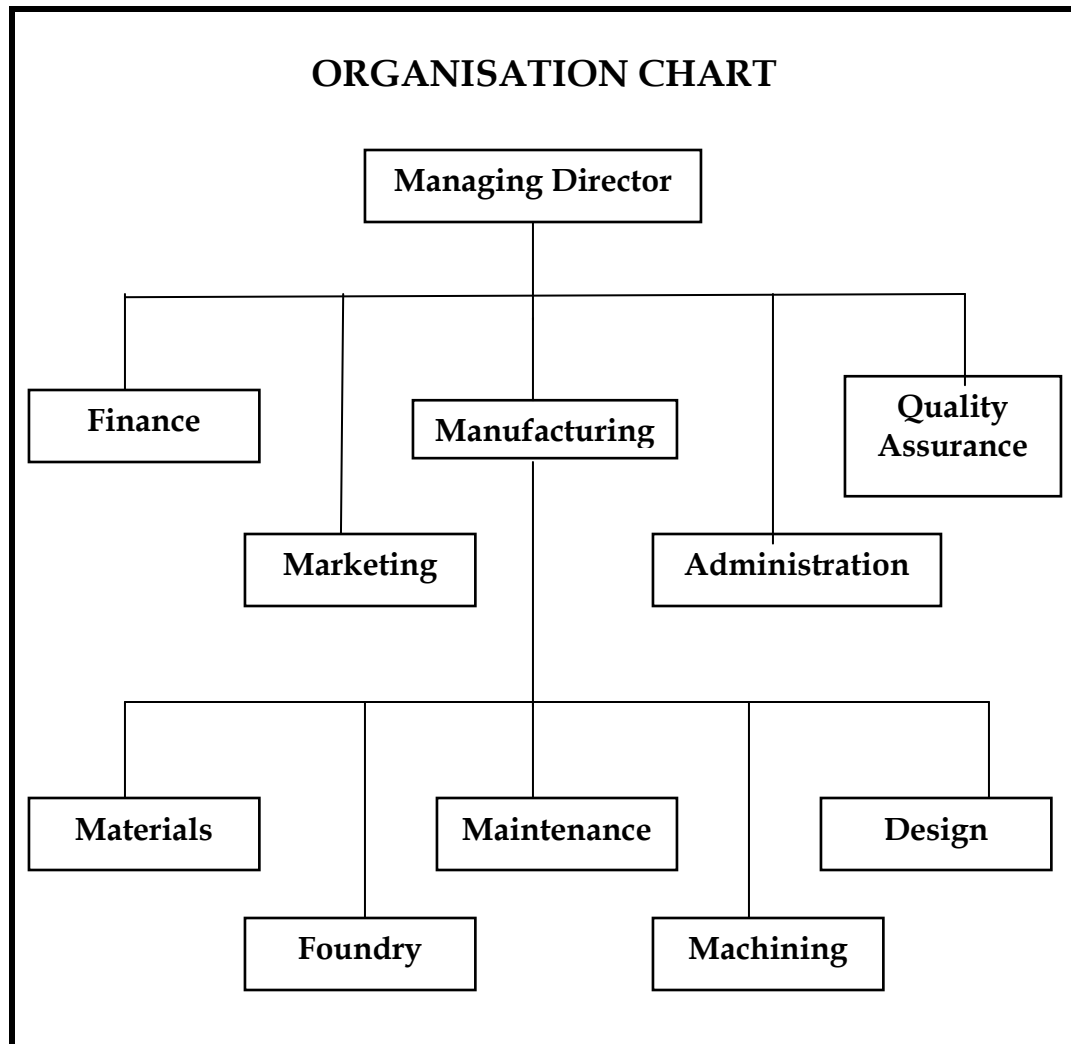 ORGANISATION CHART
Managing Director
Finance
Manufacturing
Quality
Assurance
Marketing
Administration
Materials
Maintenance
Design
Foundry
Machining